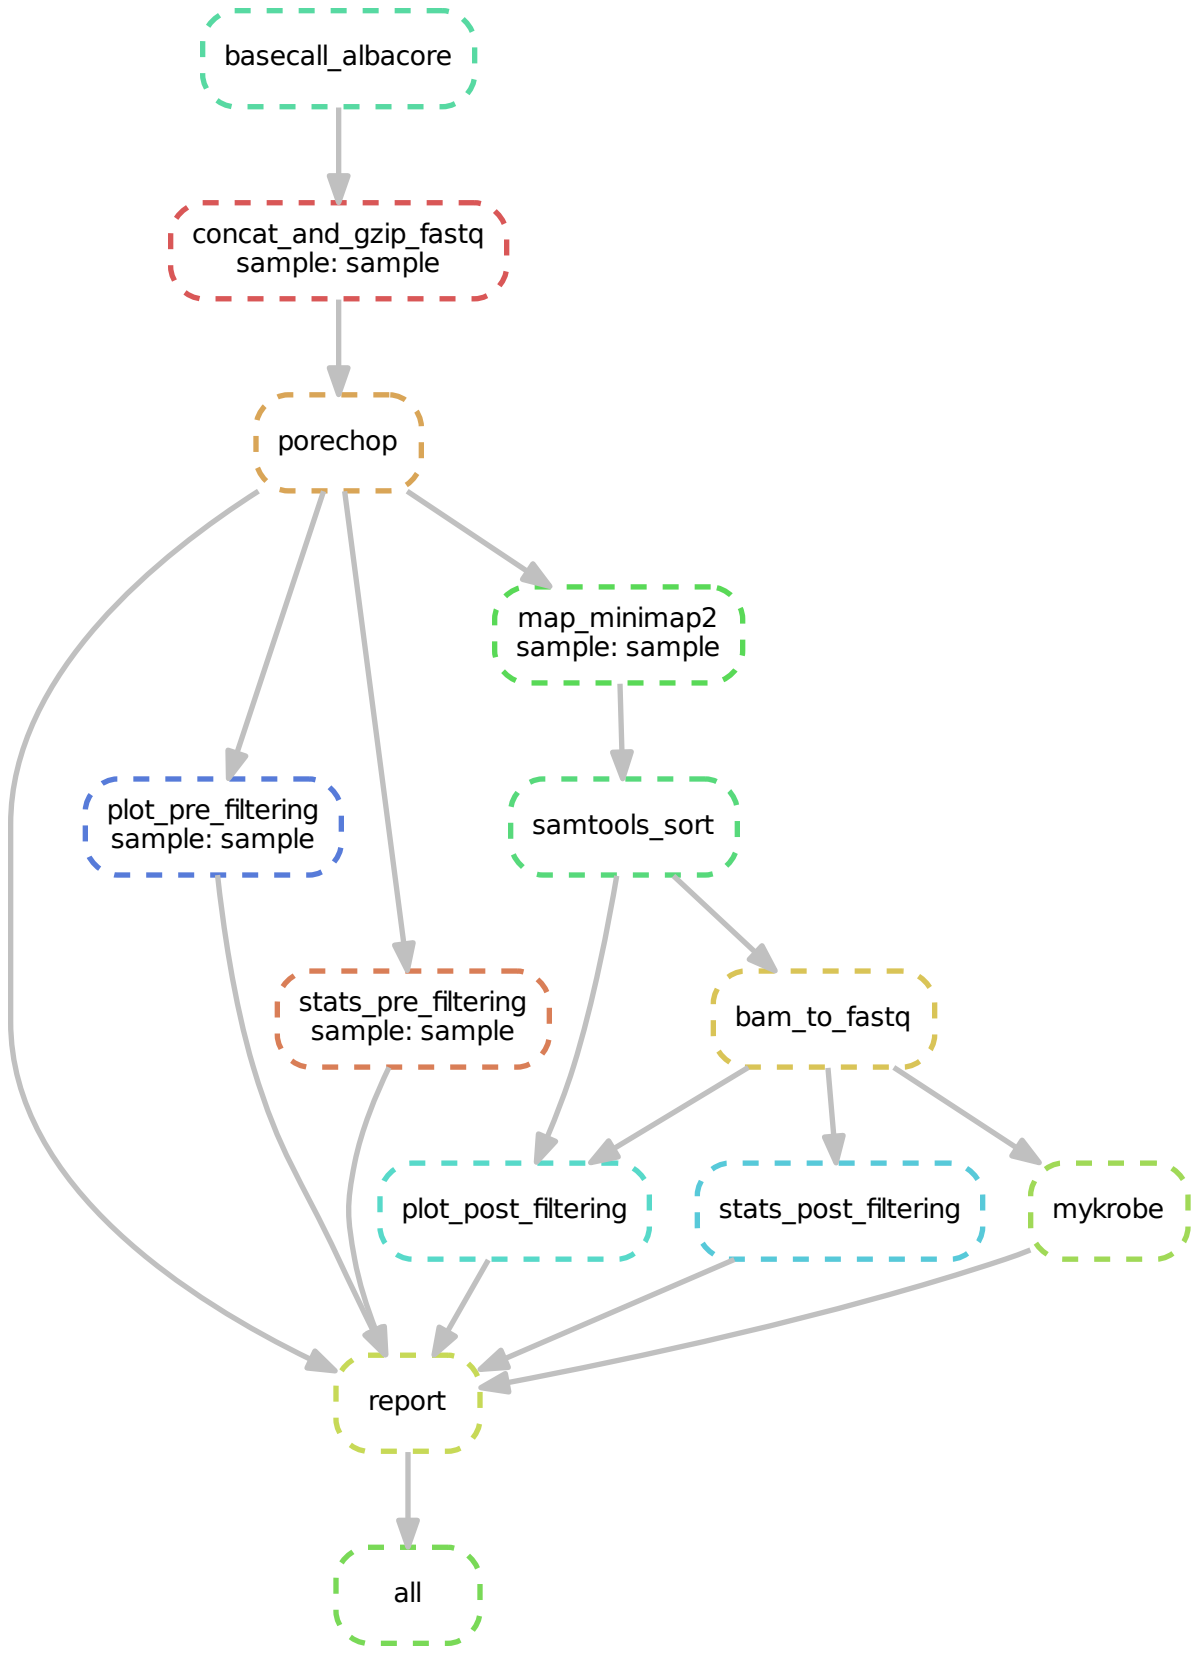 basecall_albacore
concat_and_gzip_fastq
sample: sample
porechop
map_minimap2
sample: sample
plot_pre_filtering
sample: sample
samtools_sort
stats_pre_filtering
sample: sample
bam_to_fastq
plot_post_filtering
stats_post_filtering
mykrobe
report
all